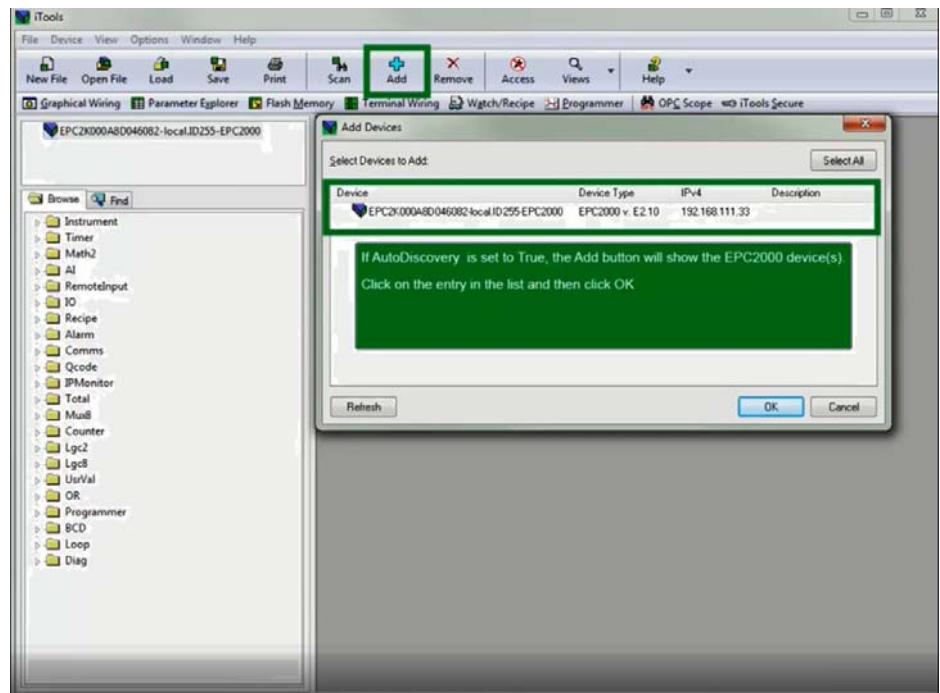 iTools
File Device View Options Window Help
New File Open File Load Save Print Scan Add Remove Access Views Help
Graphical Wiring Parameter Explorer Flash Memory Terminal Wiring Watch/Recipe Programmer OPC Scope iTools Secure
EPC2K000A8D046082-local.ID255-EPC2000
Browse Find
Instrument
Timer
Math2
AI
RemoteInput
IO
Recipe
Alarm
Comms
Qcode
IPMonitor
Total
Mux8
Counter
Lgc2
Lgc8
UsrVal
OR
Programmer
BCD
Loop
Diag
Add Devices
Select Devices to Add:
Select All
Device Device Type IPv4 Description
EPC2K000A8D046082-local.ID255-EPC2000 EPC2000 v. E2.10 192.168.111.33
If AutoDiscovery is set to True, the Add button will show the EPC2000 device(s).
Click on the entry in the list and then click OK
Refresh OK Cancel